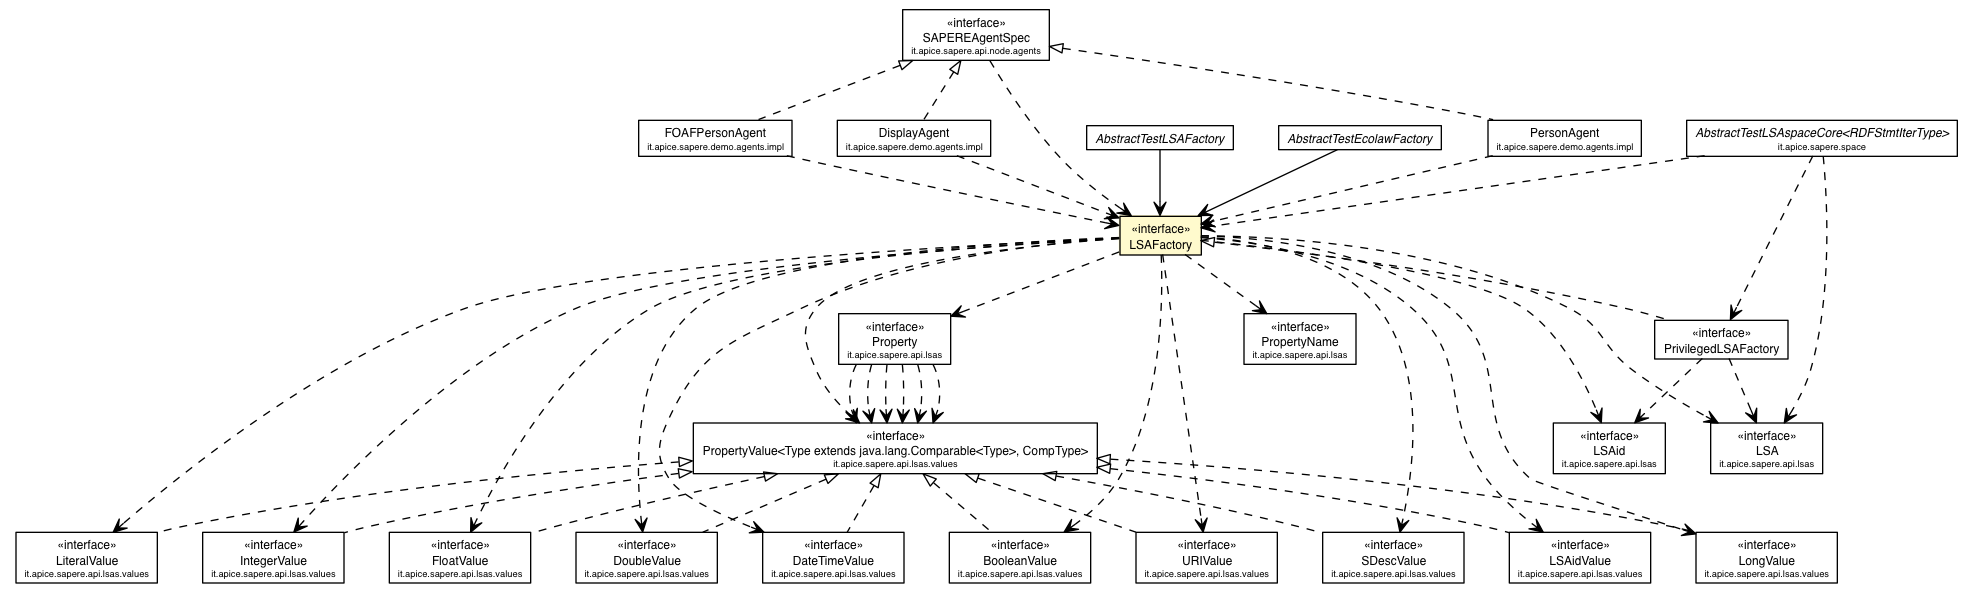 «interface»
SAPEREAgentSpec
it.apice.sapere.api.node.agents
FOAFPersonAgent
it.apice.sapere.demo.agents.impl
DisplayAgent
it.apice.sapere.demo.agents.impl
AbstractTestLSAFactory
AbstractTestEcolawFactory
PersonAgent
it.apice.sapere.demo.agents.impl
AbstractTestLSAspaceCore<RDFStmtIterType>
it.apice.sapere.space
«interface»
LSAFactory
«interface»
Property
it.apice.sapere.api.lsas
«interface»
PropertyName
it.apice.sapere.api.lsas
«interface»
PrivilegedLSAFactory
«interface»
PropertyValue<Type extends java.lang.Comparable<Type>, CompType>
it.apice.sapere.api.lsas.values
«interface»
LSAid
it.apice.sapere.api.lsas
«interface»
LSA
it.apice.sapere.api.lsas
«interface»
LiteralValue
it.apice.sapere.api.lsas.values
«interface»
IntegerValue
it.apice.sapere.api.lsas.values
«interface»
FloatValue
it.apice.sapere.api.lsas.values
«interface»
DoubleValue
it.apice.sapere.api.lsas.values
«interface»
DateTimeValue
it.apice.sapere.api.lsas.values
«interface»
BooleanValue
it.apice.sapere.api.lsas.values
«interface»
URIValue
it.apice.sapere.api.lsas.values
«interface»
SDescValue
it.apice.sapere.api.lsas.values
«interface»
LSAidValue
it.apice.sapere.api.lsas.values
«interface»
LongValue
it.apice.sapere.api.lsas.values